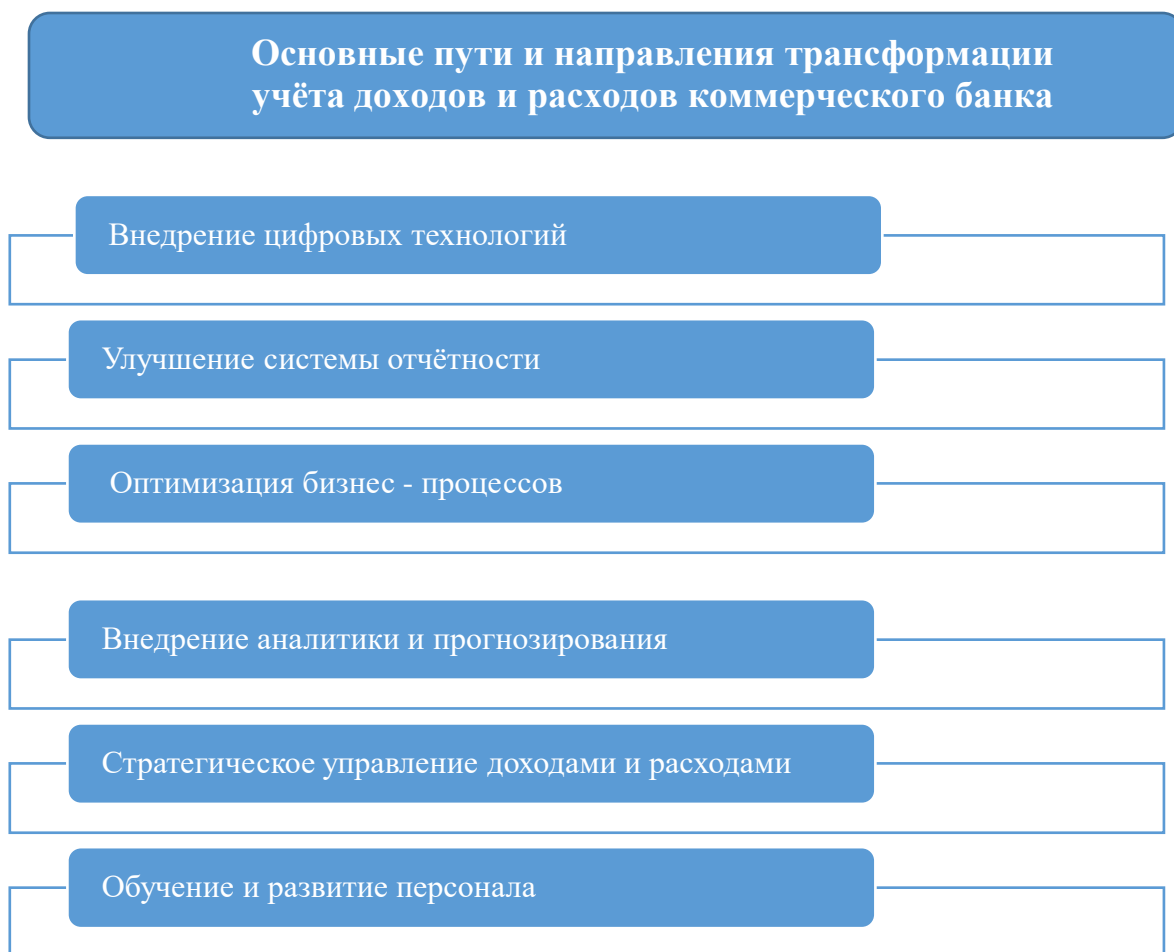 Основные пути и направления трансформации
учёта доходов и расходов коммерческого банка
Внедрение цифровых технологий
Улучшение системы отчётности
Оптимизация бизнес - процессов
Внедрение аналитики и прогнозирования
Стратегическое управление доходами и расходами
Обучение и развитие персонала